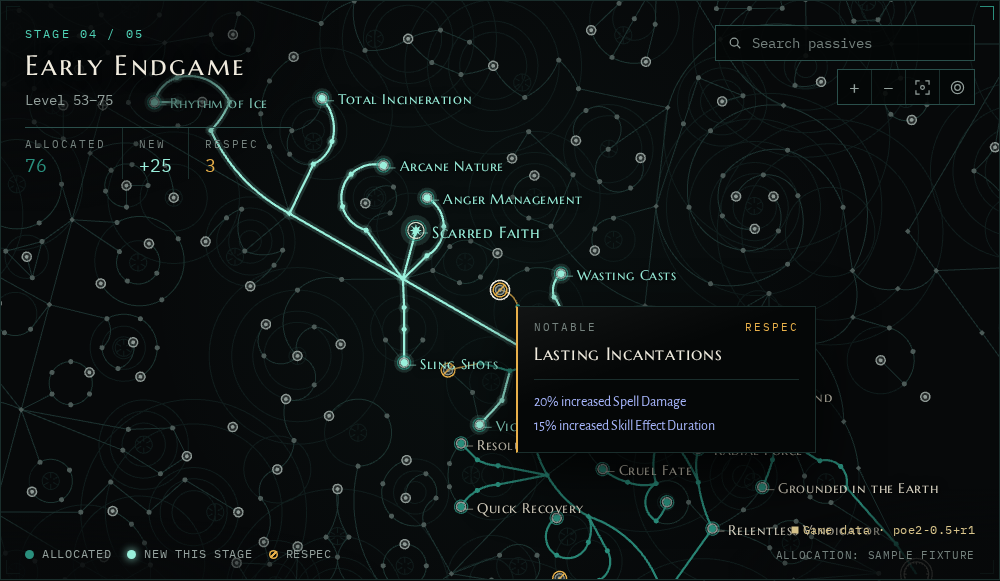 STAGE 04 / 05
EARLY ENDGAME
Level 53–75
ALLOCATED
76
NEW
+25
RESPEC
3
Search passives
+
−
RHYTHM OF ICE
TOTAL INCINERATION
ARCANE NATURE
ANGER MANAGEMENT
SCARRED FAITH
WASTING CASTS
SLING SHOTS
NOTABLE
RESPEC
LASTING INCANTATIONS
20% increased Spell Damage
15% increased Skill Effect Duration
CRUEL FATE
QUICK RECOVERY
GROUNDED IN THE EARTH
RELENTLESS VINDICATOR
Game data · poe2-0.5+r1
ALLOCATION: SAMPLE FIXTURE
ALLOCATED
NEW THIS STAGE
RESPEC